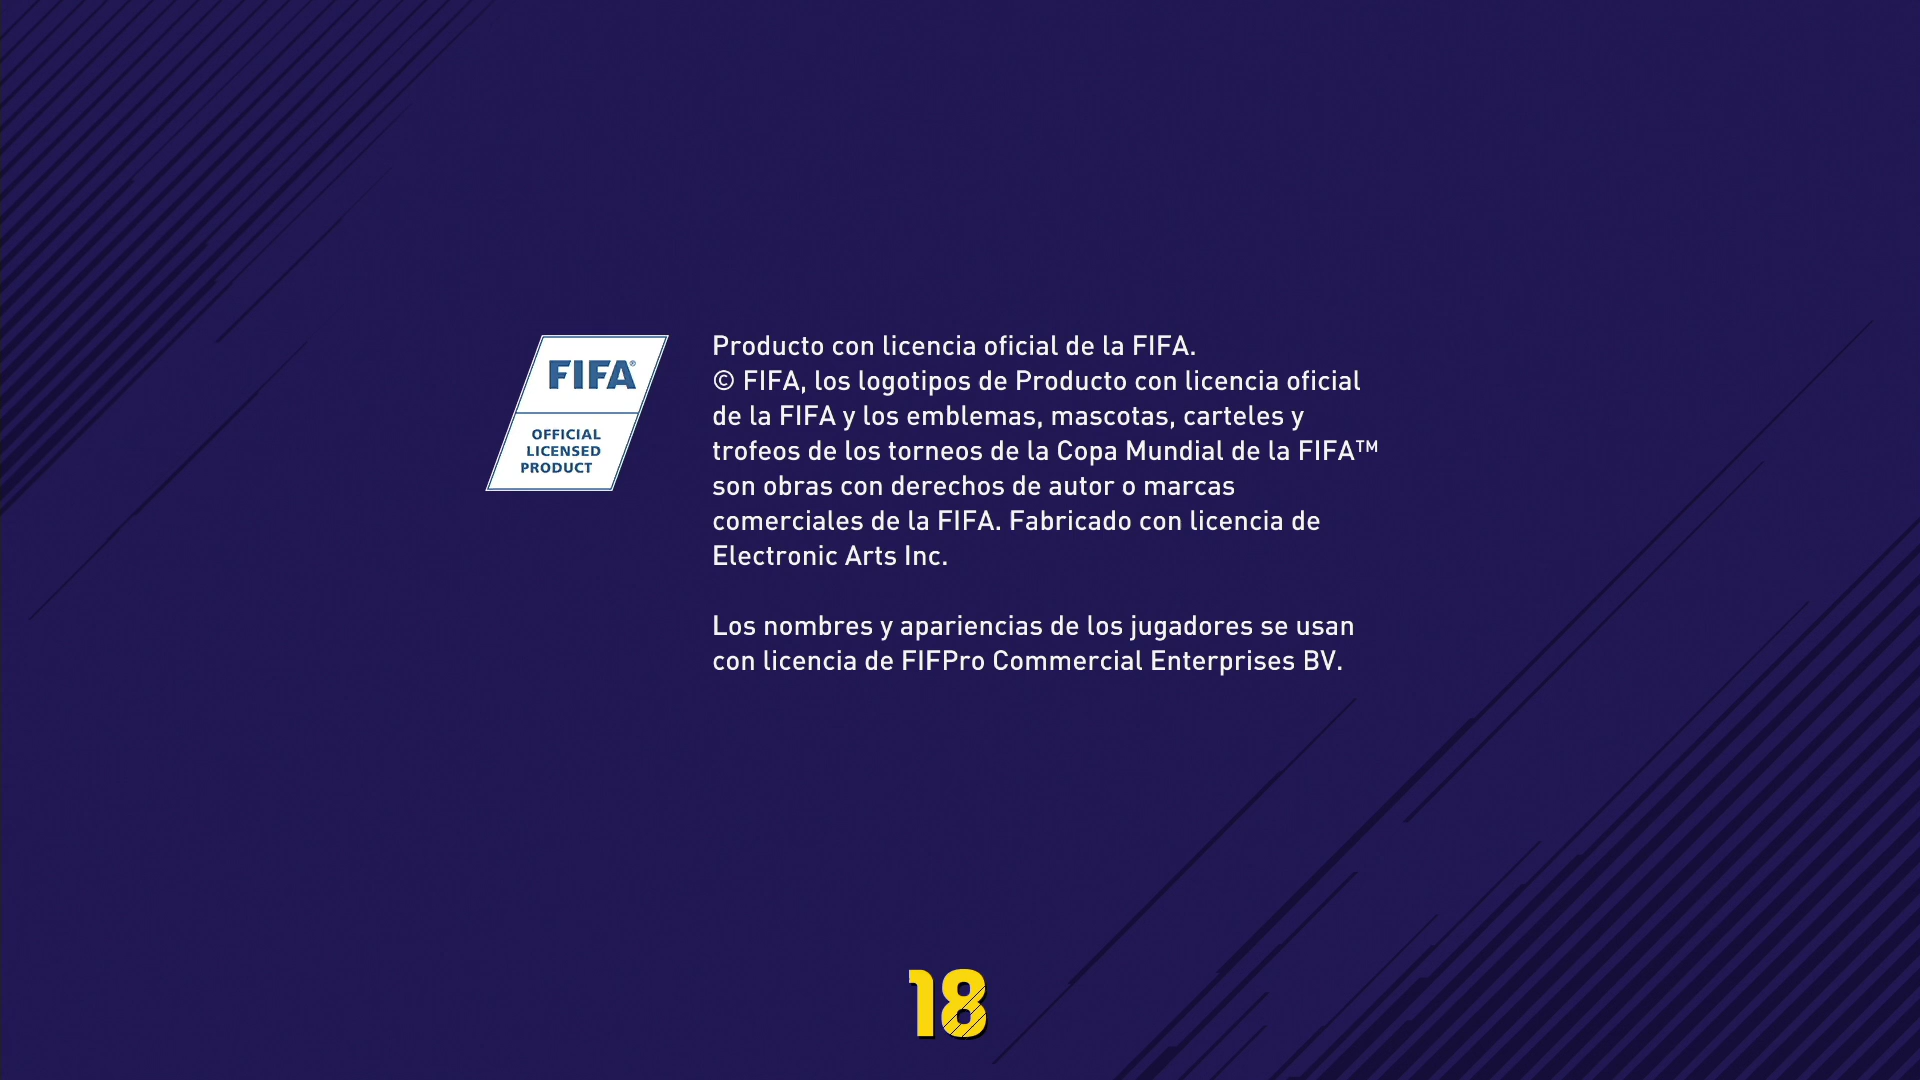 FIFA®
OFFICIAL
LICENSED
PRODUCT
Producto con licencia oficial de la FIFA.
© FIFA, los logotipos de Producto con licencia oficial
de la FIFA y los emblemas, mascotas, carteles y
trofeos de los torneos de la Copa Mundial de la FIFA™
son obras con derechos de autor o marcas
comerciales de la FIFA. Fabricado con licencia de
Electronic Arts Inc.
Los nombres y apariencias de los jugadores se usan
con licencia de FIFPro Commercial Enterprises BV.
18